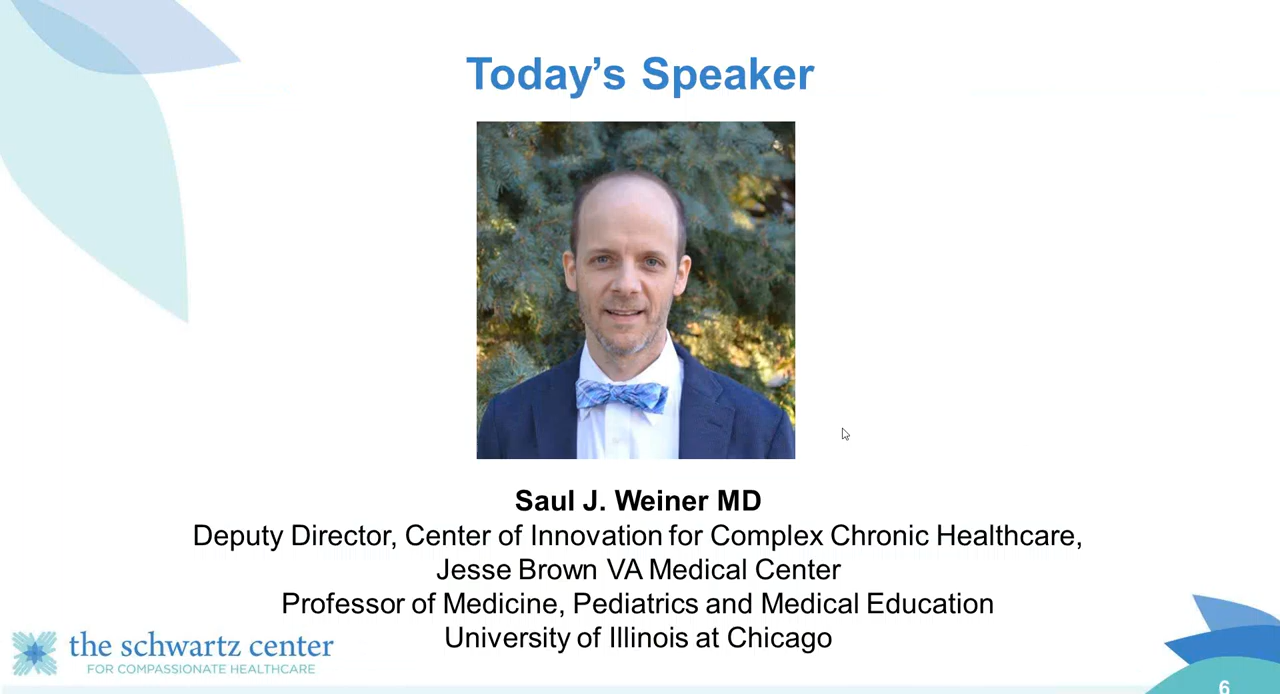 Today’s Speaker
Saul J. Weiner MD
Deputy Director, Center of Innovation for Complex Chronic Healthcare,
Jesse Brown VA Medical Center
Professor of Medicine, Pediatrics and Medical Education
University of Illinois at Chicago
the schwartz center
FOR COMPASSIONATE HEALTHCARE
6